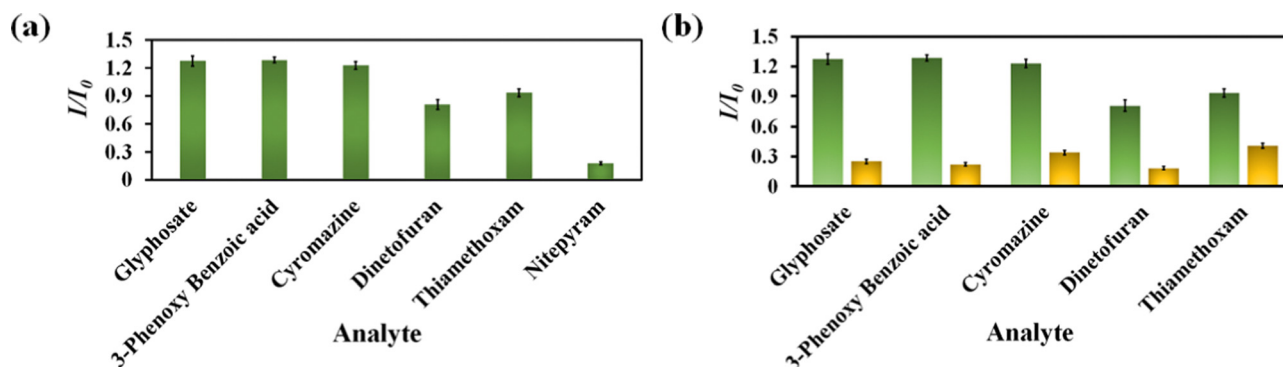 (a)
I/I0
1.5
1.2
0.9
0.6
0.3
0
Glyphosate
3-Phenoxy Benzoic acid
Cyromazine
Dinetofuran
Thiamethoxam
Nitepyram
Analyte
(b)
I/I0
1.5
1.2
0.9
0.6
0.3
0
Glyphosate
3-Phenoxy Benzoic acid
Cyromazine
Dinetofuran
Thiamethoxam
Analyte